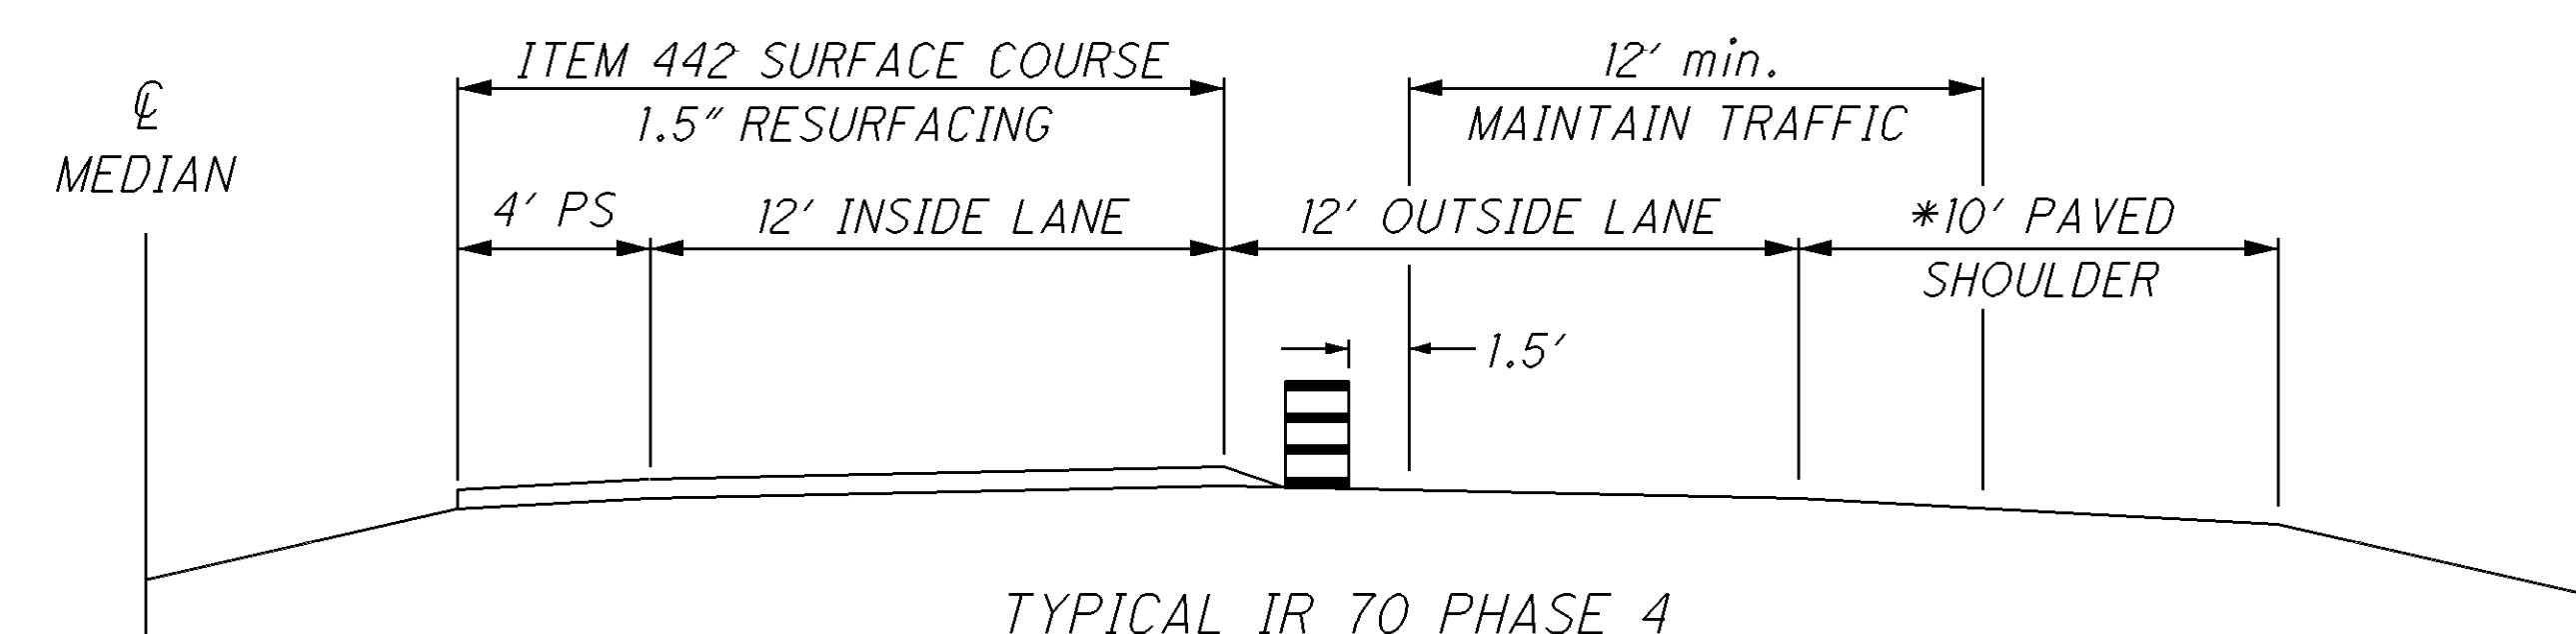 ITEM 442 SURFACE COURSE
1.5" RESURFACING
12' min.
MAINTAIN TRAFFIC
℄
MEDIAN
4' PS
12' INSIDE LANE
12' OUTSIDE LANE
*10' PAVED
SHOULDER
1.5'
TYPICAL IR 70 PHASE 4